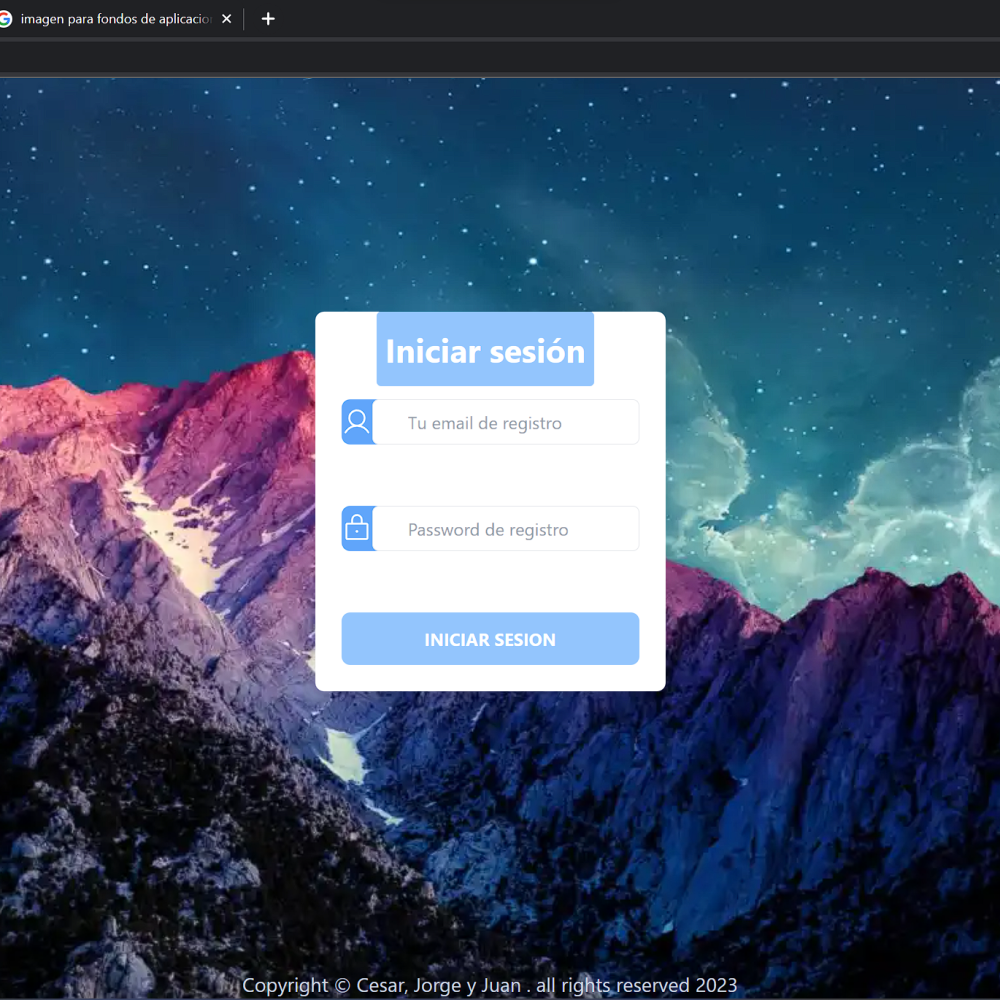 imagen para fondos de aplicacio
Iniciar sesión
Tu email de registro
Password de registro
INICIAR SESION
Copyright © Cesar, Jorge y Juan . all rights reserved 2023